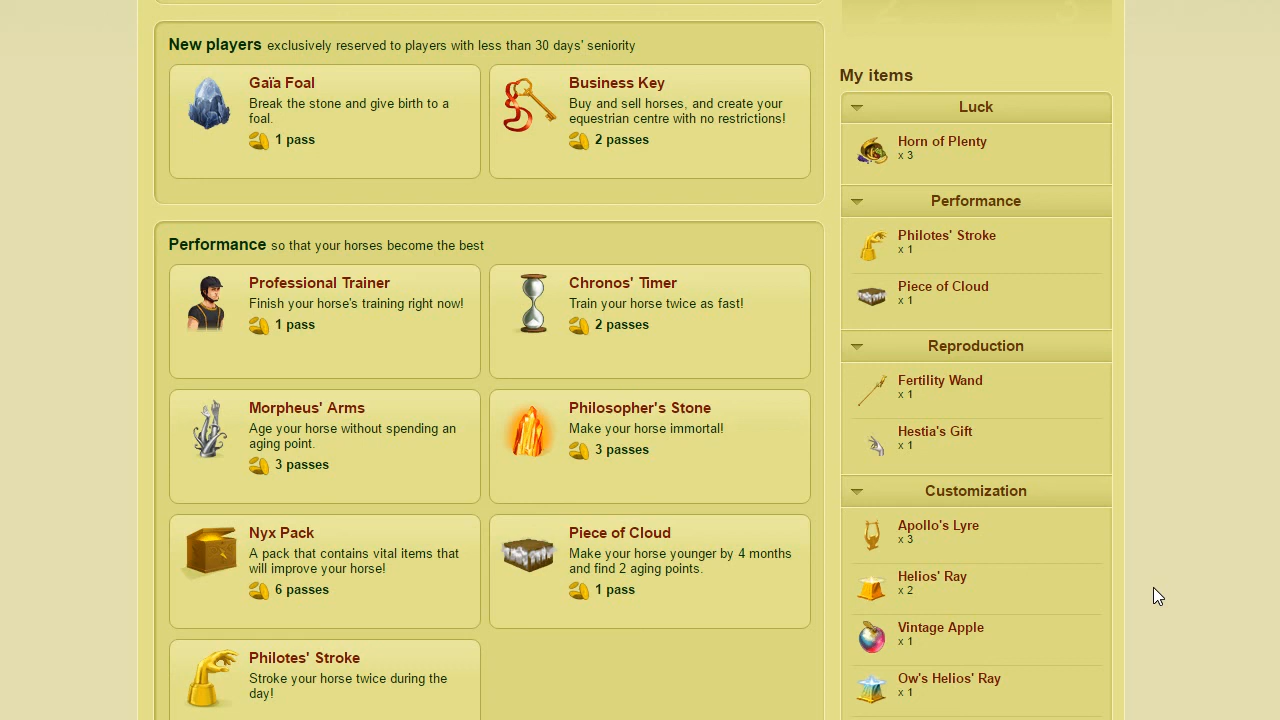 New players exclusively reserved to players with less than 30 days' seniority
Gaïa Foal
Break the stone and give birth to a
foal.
1 pass
Business Key
Buy and sell horses, and create your
equestrian centre with no restrictions!
2 passes
Performance so that your horses become the best
Professional Trainer
Finish your horse's training right now!
1 pass
Chronos' Timer
Train your horse twice as fast!
2 passes
Morpheus' Arms
Age your horse without spending an
aging point.
3 passes
Philosopher's Stone
Make your horse immortal!
3 passes
Nyx Pack
A pack that contains vital items that
will improve your horse!
6 passes
Piece of Cloud
Make your horse younger by 4 months
and find 2 aging points.
1 pass
Philotes' Stroke
Stroke your horse twice during the
day!
2 3
My items
Luck
Horn of Plenty
x 3
Performance
Philotes' Stroke
x 1
Piece of Cloud
x 1
Reproduction
Fertility Wand
x 1
Hestia's Gift
x 1
Customization
Apollo's Lyre
x 3
Helios' Ray
x 2
Vintage Apple
x 1
Ow's Helios' Ray
x 1